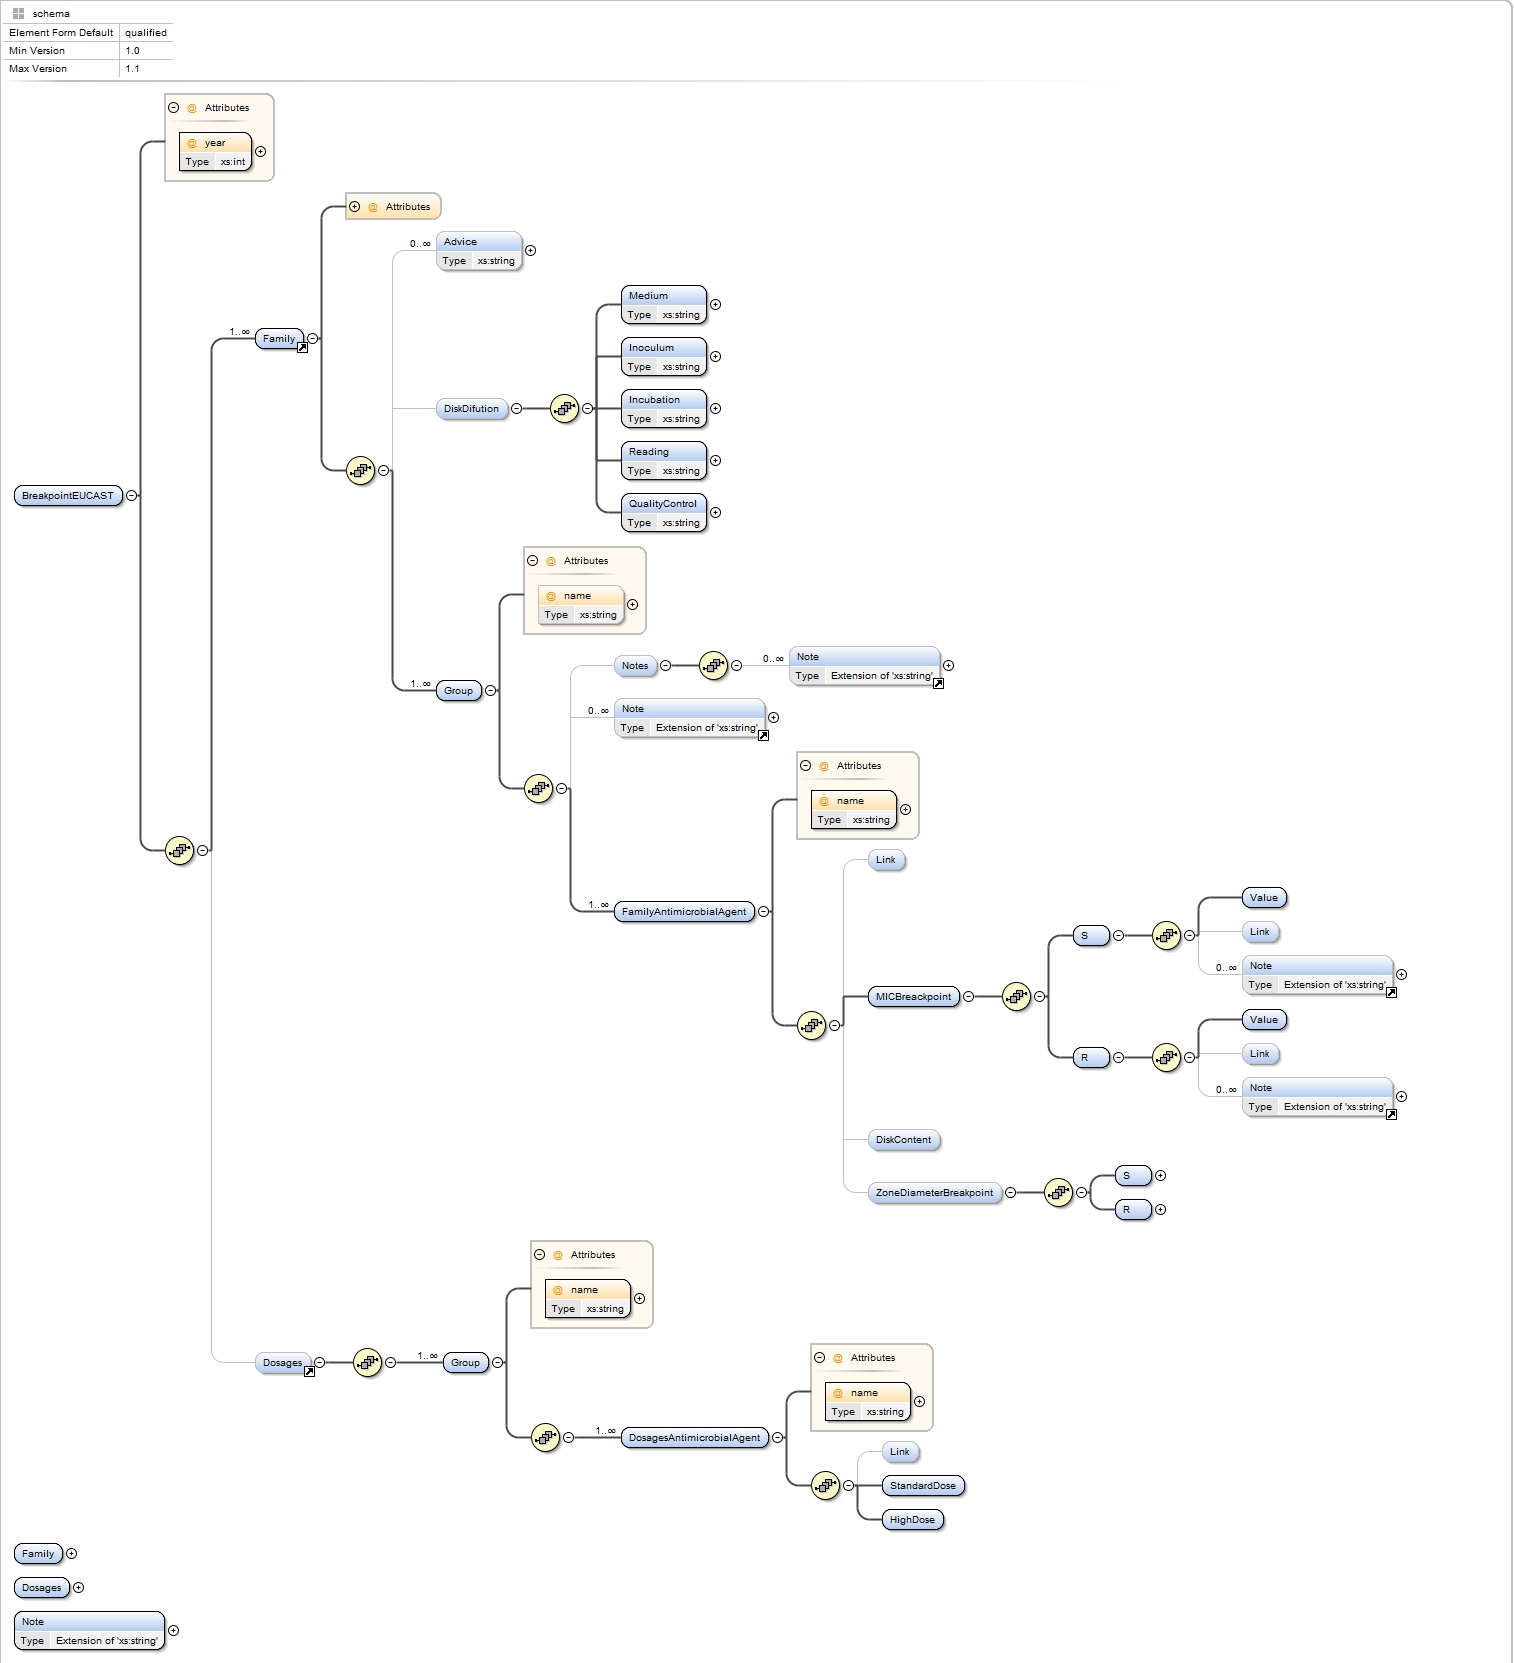 schema
Element Form Default qualified
Min Version 1.0
Max Version 1.1
@ Attributes
@ year
Type xs:int
@ Attributes
0..∞ Advice
Type xs:string
Medium
Type xs:string
1..∞ Family
Inoculum
Type xs:string
Incubation
Type xs:string
DiskDifution
Reading
Type xs:string
BreakpointEUCAST
QualityControl
Type xs:string
@ Attributes
@ name
Type xs:string
Notes
0..∞ Note
Type Extension of 'xs:string'
1..∞ Group
0..∞ Note
Type Extension of 'xs:string'
@ Attributes
@ name
Type xs:string
Link
1..∞ FamilyAntimicrobialAgent
Value
S
Link
0..∞ Note
Type Extension of 'xs:string'
MICBreackpoint
Value
R
Link
0..∞ Note
Type Extension of 'xs:string'
DiskContent
S
ZoneDiameterBreakpoint
R
@ Attributes
@ name
Type xs:string
Dosages
1..∞ Group
@ Attributes
@ name
Type xs:string
1..∞ DosagesAntimicrobialAgent
Link
StandardDose
HighDose
Family
Dosages
Note
Type Extension of 'xs:string'